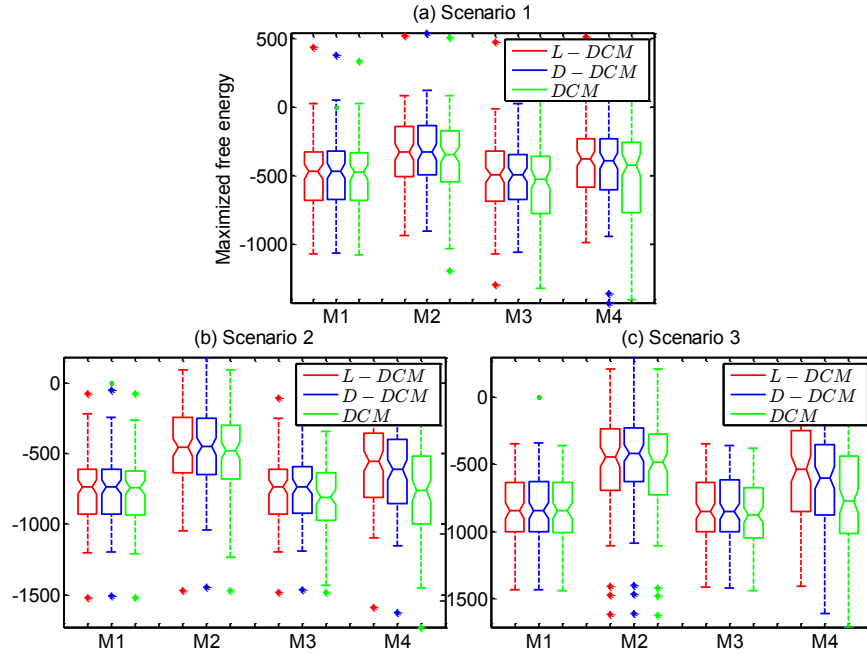 (a) Scenario 1
Maximized free energy
500
0
-500
-1000
L − DCM
D − DCM
DCM
M1 M2 M3 M4
(b) Scenario 2
0
-500
-1000
-1500
L − DCM
D − DCM
DCM
M1 M2 M3 M4
(c) Scenario 3
0
-500
-1000
-1500
L − DCM
D − DCM
DCM
M1 M2 M3 M4